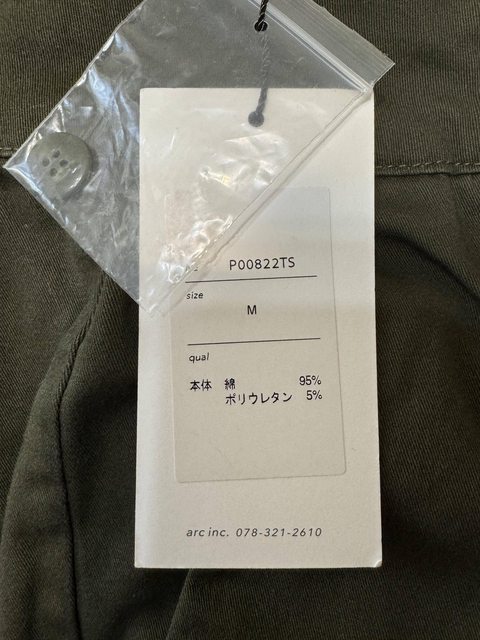 P00822TS
size
M
qual
本体 綿 95%
ポリウレタン 5%
arc inc. 078-321-2610